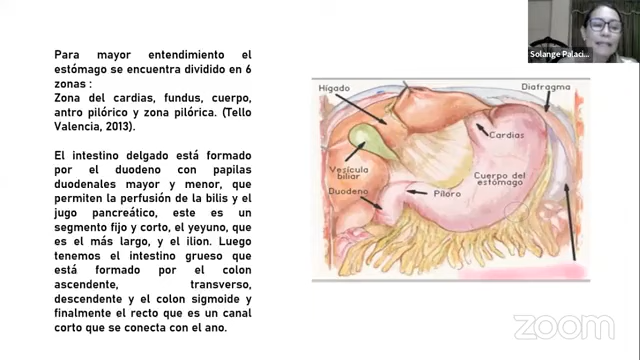 Para mayor entendimiento el
estómago se encuentra dividido en 6
zonas :
Zona del cardias, fundus, cuerpo,
antro pilórico y zona pilórica. (Tello
Valencia, 2013).
El intestino delgado está formado
por el duodeno con papilas
duodenales mayor y menor, que
permiten la perfusión de la bilis y el
jugo pancreático, este es un
segmento fijo y corto, el yeyuno, que
es el más largo, y el ilion. Luego
tenemos el intestino grueso que
está formado por el colon
ascendente, transverso,
descendente y el colon sigmoide y
finalmente el recto que es un canal
corto que se conecta con el ano.
Hígado
Diafragma
Cardias
Vesícula
biliar
Cuerpo del
estómago
Duodeno
Píloro
Solange Palaci...
zoom